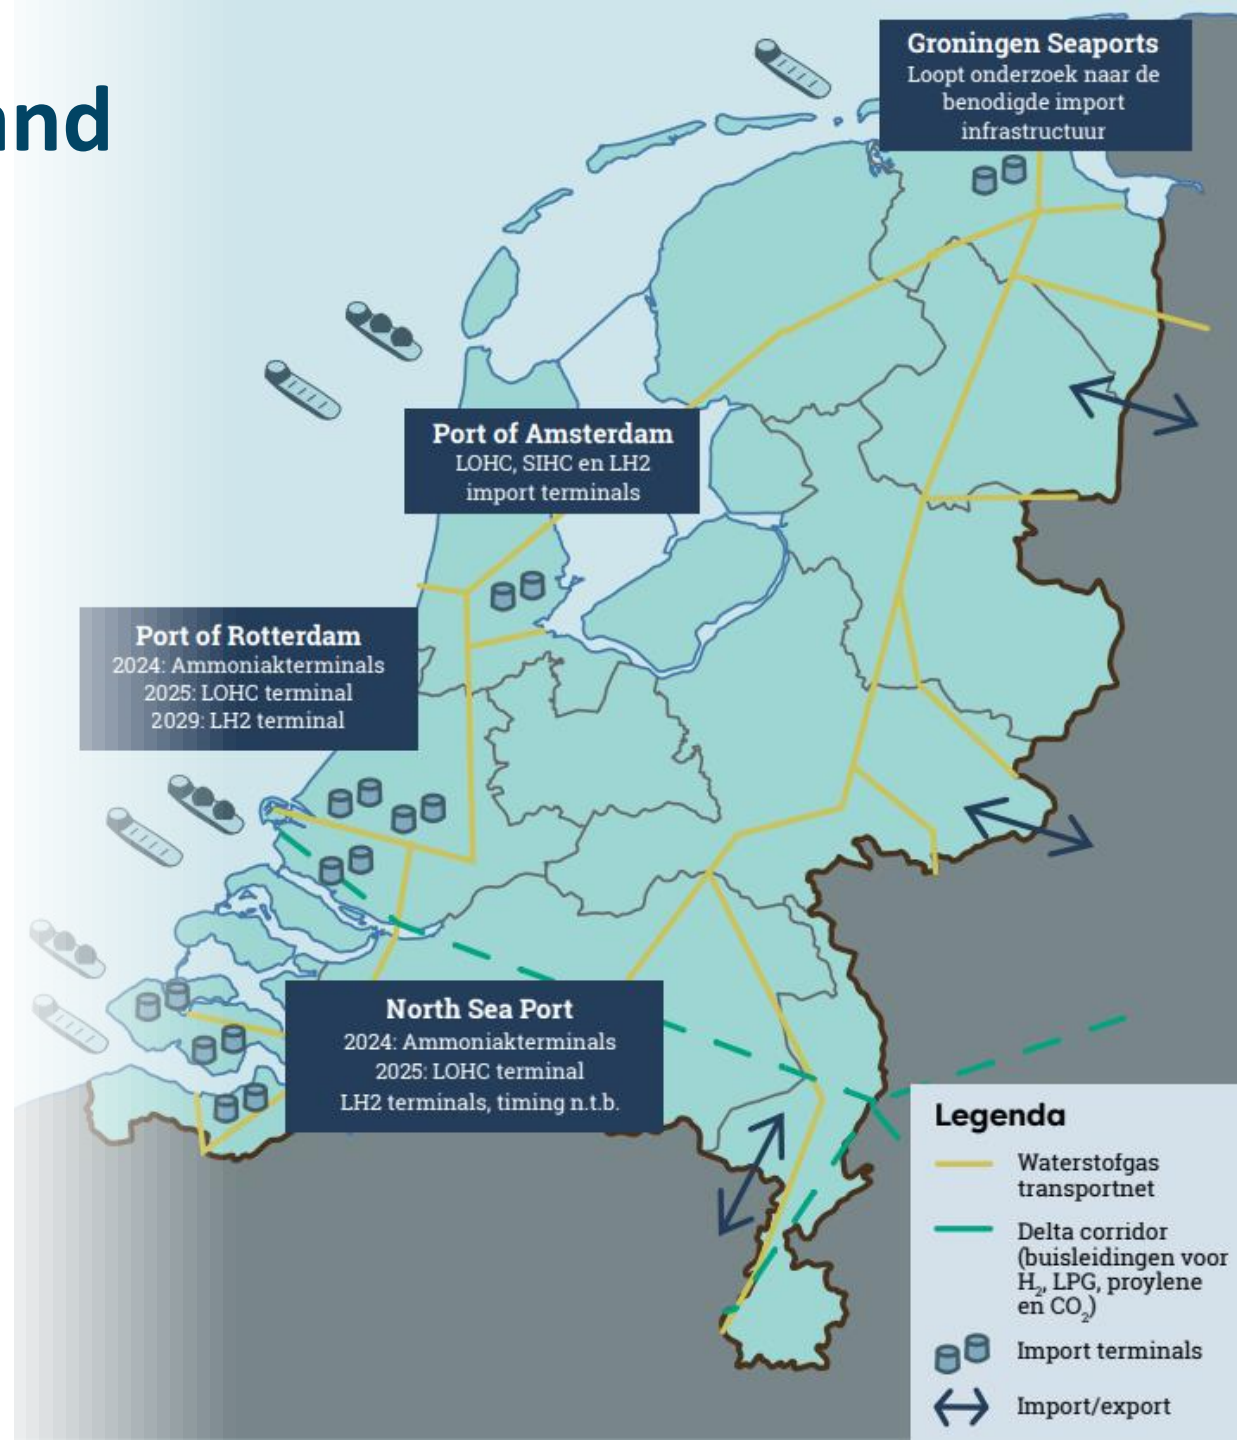 and
Groningen Seaports
Loopt onderzoek naar de
benodigde import
infrastructuur
Port of Amsterdam
LOHC, SIHC en LH2
import terminals
Port of Rotterdam
2024: Ammoniakterminals
2025: LOHC terminal
2029: LH2 terminal
North Sea Port
2024: Ammoniakterminals
2025: LOHC terminal
LH2 terminals, timing n.t.b.
Legenda
Waterstofgas
transportnet
Delta corridor
(buisleidingen voor
H₂, LPG, proylene
en CO₂)
Import terminals
Import/export